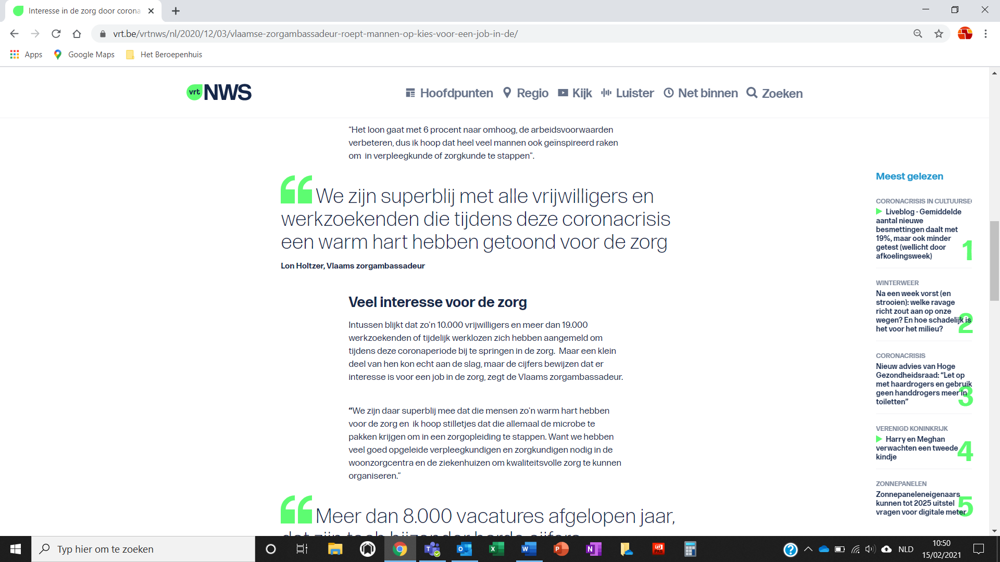 Interesse in de zorg door corona
vrt.be/vrtnws/nl/2020/12/03/vlaamse-zorgambassadeur-roept-mannen-op-kies-voor-een-job-in-de/
Apps Google Maps Het Beroepenhuis
vrt NWS
Hoofdpunten Regio Kijk Luister Net binnen Zoeken
“Het loon gaat met 6 procent naar omhoog, de arbeidsvoorwaarden
verbeteren, dus ik hoop dat heel veel mannen ook geïnspireerd raken
om in verpleegkunde of zorgkunde te stappen".
We zijn superblij met alle vrijwilligers en
werkzoekenden die tijdens deze coronacrisis
een warm hart hebben getoond voor de zorg
Lon Holtzer, Vlaams zorgambassadeur
Veel interesse voor de zorg
Intussen blijkt dat zo'n 10.000 vrijwilligers en meer dan 19.000
werkzoekenden of tijdelijk werklozen zich hebben aangemeld om
tijdens deze coronaperiode bij te springen in de zorg. Maar een klein
deel van hen kon echt aan de slag, maar de cijfers bewijzen dat er
interesse is voor een job in de zorg, zegt de Vlaams zorgambassadeur.
“We zijn daar superblij mee dat die mensen zo'n warm hart hebben
voor de zorg en ik hoop stilletjes dat die allemaal de microbe te
pakken krijgen om in een zorgopleiding te stappen. Want we hebben
veel goed opgeleide verpleegkundigen en zorgkundigen nodig in de
woonzorgcentra en de ziekenhuizen om kwaliteitsvolle zorg te kunnen
organiseren.”
Meer dan 8.000 vacatures afgelopen jaar,
dat zijn toch bijzonder harde cijfers
Meest gelezen
CORONACRISIS IN CULTUURSE
Liveblog - Gemiddelde
aantal nieuwe
besmettingen daalt met
19%, maar ook minder
getest (wellicht door
afkoelingsweek)
1
WINTERWEER
Na een week vorst (en
strooien): welke ravage
richt zout aan op onze
wegen? En hoe schadelijk is
het voor het milieu?
2
CORONACRISIS
Nieuw advies van Hoge
Gezondheidsraad: “Let op
met haardrogers en gebruik
geen handdrogers meer in
toiletten”
3
VERENIGD KONINKRIJK
Harry en Meghan
verwachten een tweede
kindje
4
ZONNEPANELEN
Zonnepaneleneigenaars
kunnen tot 2025 uitstel
vragen voor digitale meter
5
Typ hier om te zoeken
NLD
10:50
15/02/2021